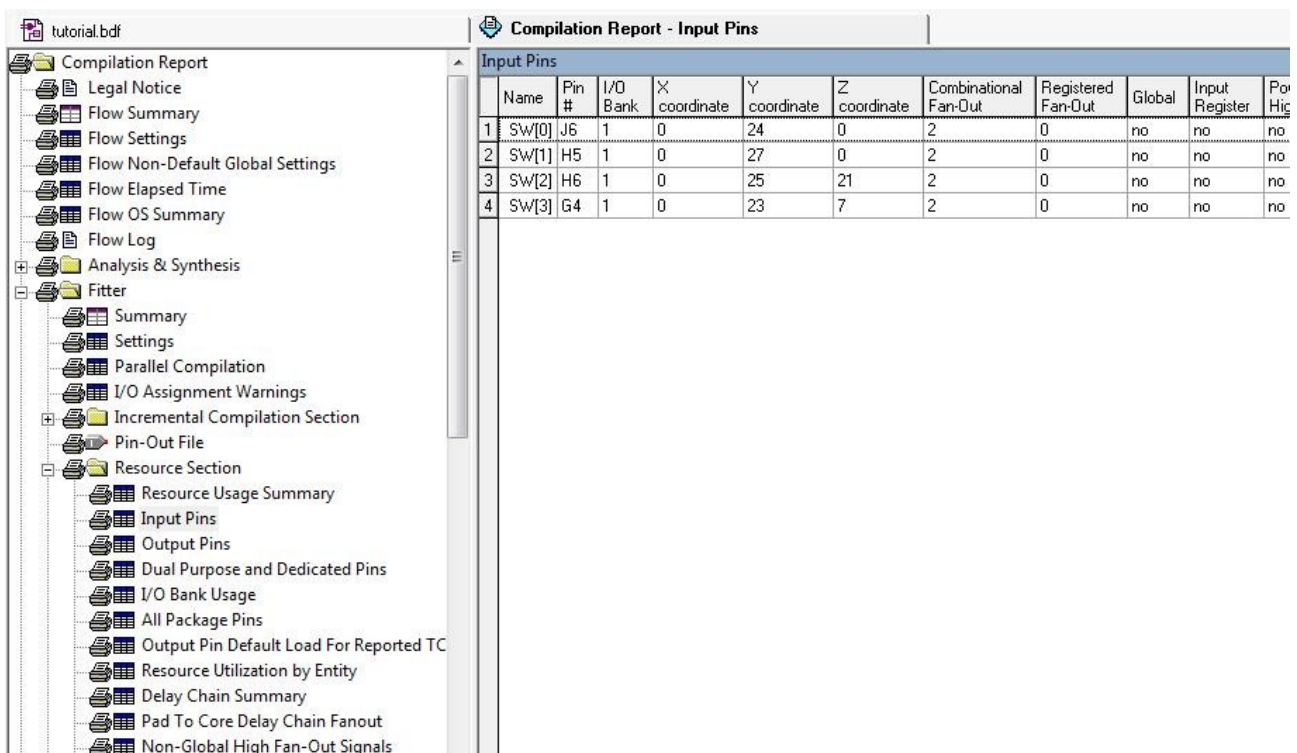 tutorial.bdf
Compilation Report - Input Pins
Compilation Report
Legal Notice
Flow Summary
Flow Settings
Flow Non-Default Global Settings
Flow Elapsed Time
Flow OS Summary
Flow Log
Analysis & Synthesis
Fitter
Summary
Settings
Parallel Compilation
I/O Assignment Warnings
Incremental Compilation Section
Pin-Out File
Resource Section
Resource Usage Summary
Input Pins
Output Pins
Dual Purpose and Dedicated Pins
I/O Bank Usage
All Package Pins
Output Pin Default Load For Reported TC
Resource Utilization by Entity
Delay Chain Summary
Pad To Core Delay Chain Fanout
Non-Global High Fan-Out Signals
Input Pins
Name Pin # I/O Bank X coordinate Y coordinate Z coordinate Combinational Fan-Out Registered Fan-Out Global Input Register
1 SW[0] J6 1 0 24 0 2 0 no no no
2 SW[1] H5 1 0 27 0 2 0 no no no
3 SW[2] H6 1 0 25 21 2 0 no no no
4 SW[3] G4 1 0 23 7 2 0 no no no